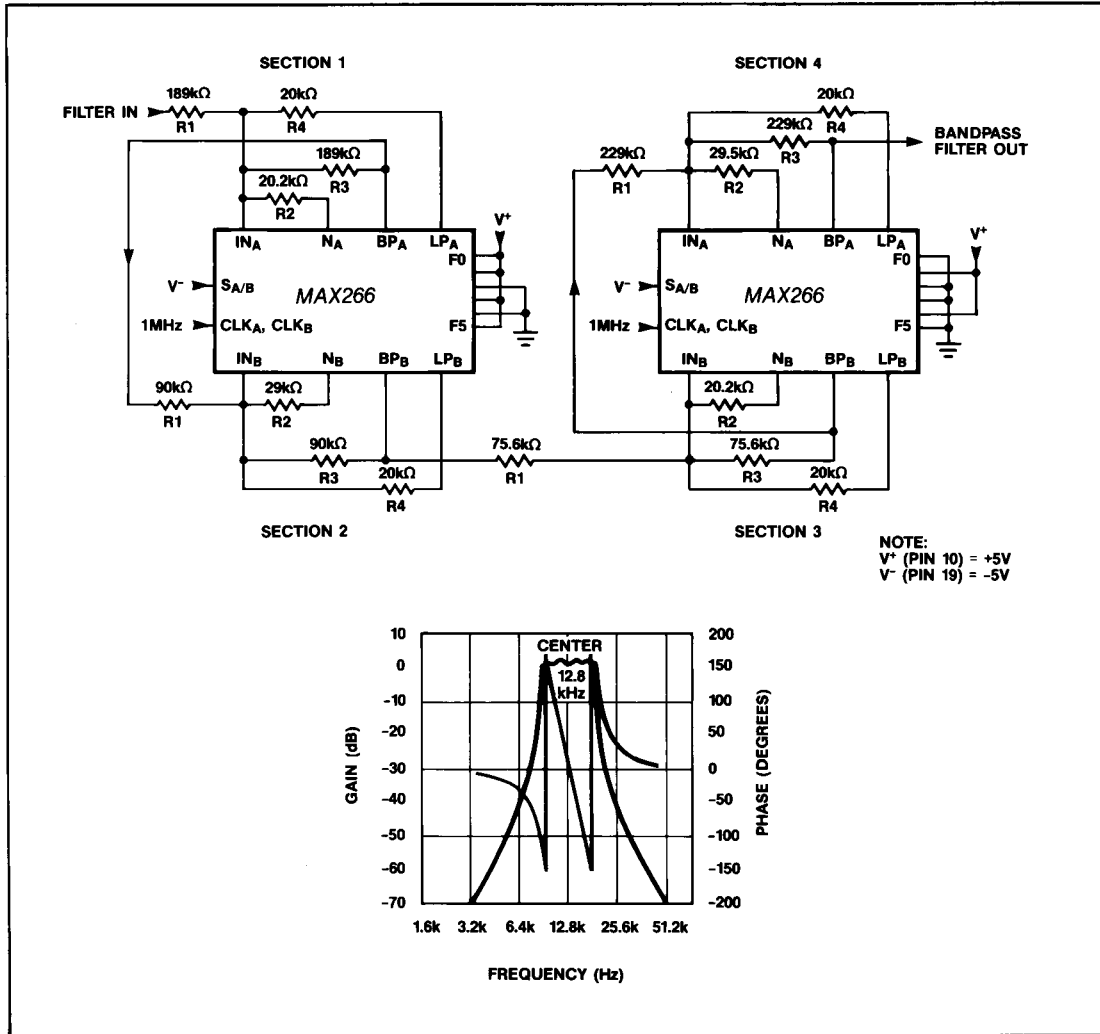 SECTION 1
SECTION 4
FILTER IN
189kΩ
R1
20kΩ
R4
189kΩ
R3
20.2kΩ
R2
V+
INA NA BPA LPA
F0
V− SA/B
MAX266
1MHz CLKA, CLKB
F5
INB NB BPB LPB
90kΩ
R1
29kΩ
R2
90kΩ
R3
20kΩ
R4
75.6kΩ
R1
SECTION 2
20kΩ
R4
229kΩ
R3
BANDPASS
FILTER OUT
229kΩ
R1
29.5kΩ
R2
V+
INA NA BPA LPA
F0
V− SA/B
MAX266
1MHz CLKA, CLKB
F5
INB NB BPB LPB
20.2kΩ
R2
75.6kΩ
R3
20kΩ
R4
SECTION 3
NOTE:
V+ (PIN 10) = +5V
V− (PIN 19) = −5V
10
0
−10
−20
−30
−40
−50
−60
−70
GAIN (dB)
CENTER
12.8
kHz
200
150
100
50
0
−50
−100
−150
−200
PHASE (DEGREES)
1.6k 3.2k 6.4k 12.8k 25.6k 51.2k
FREQUENCY (Hz)